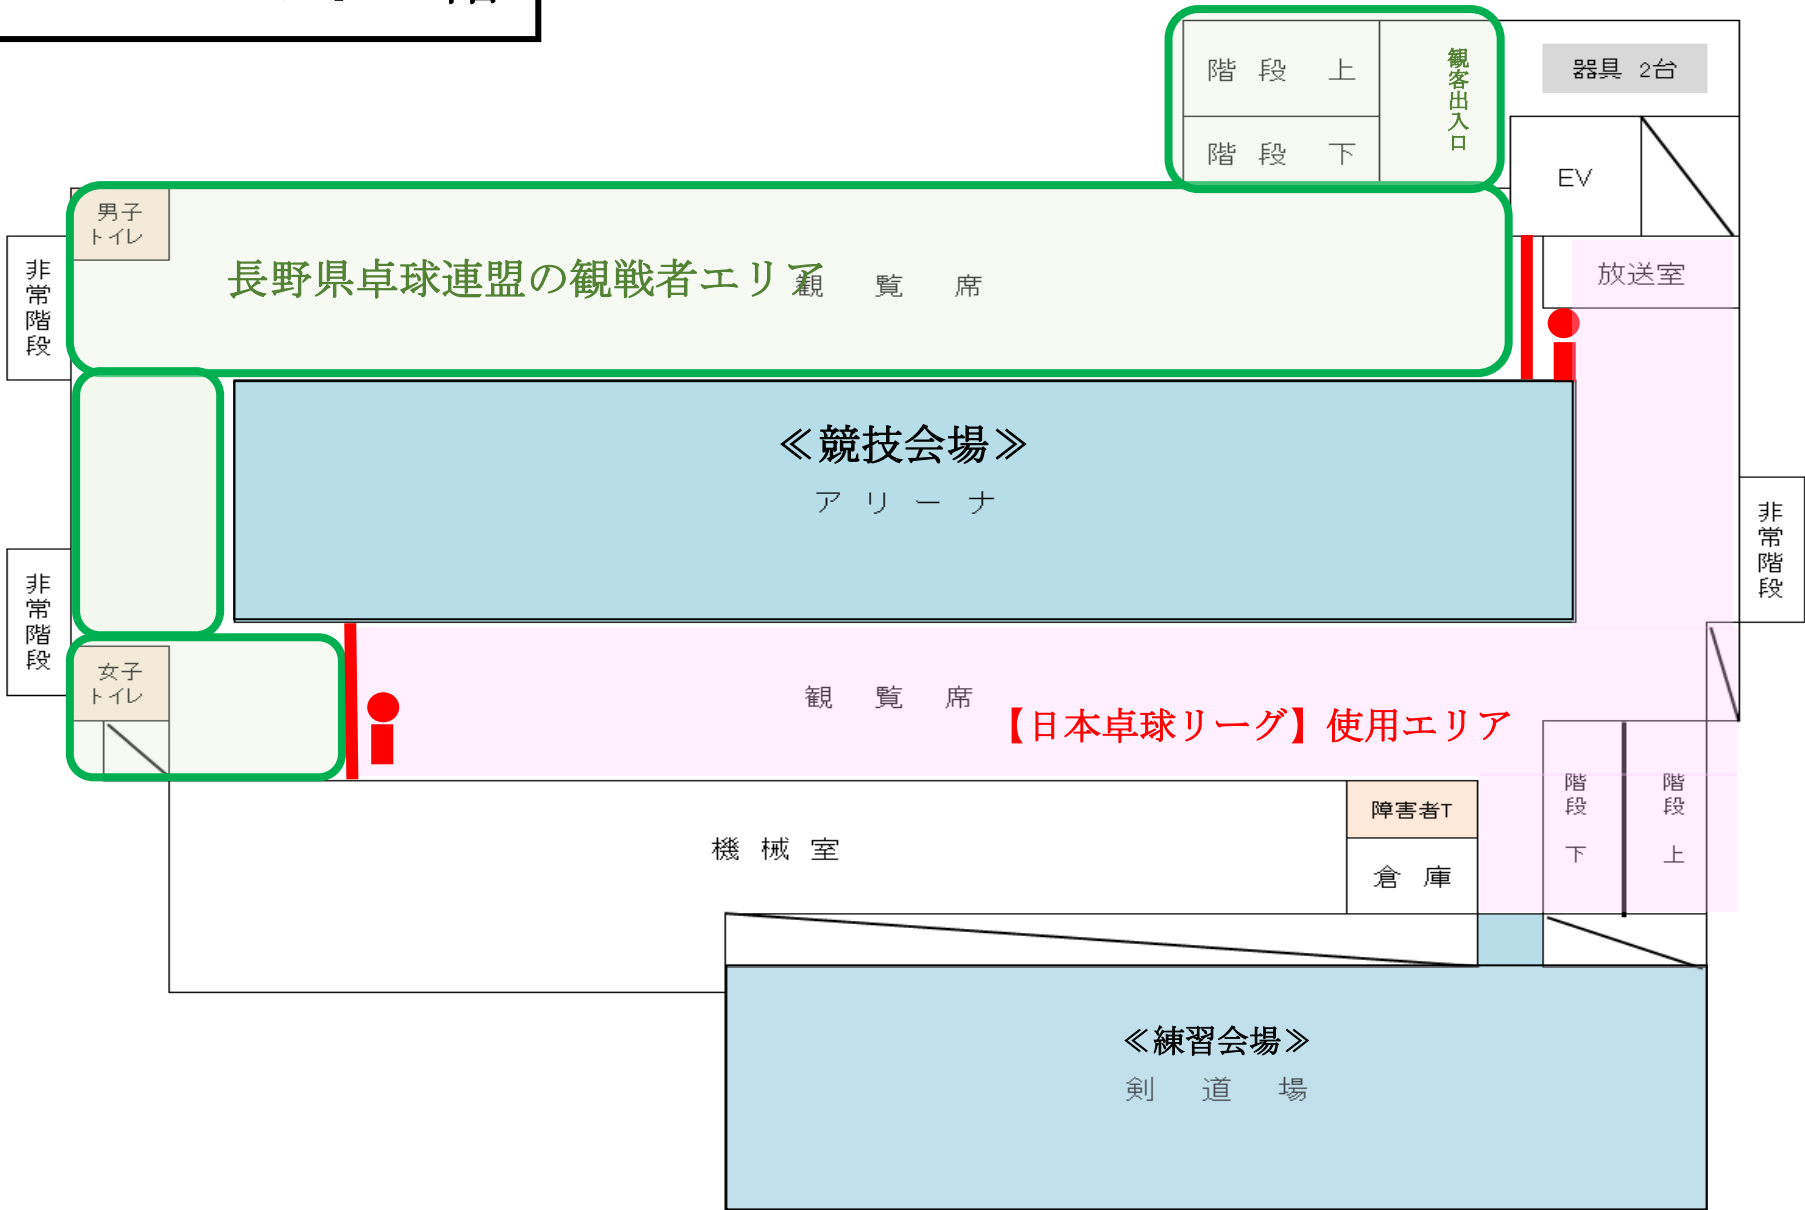 階段 上
観客出入口
器具 2台
階段 下
EV
男子
トイレ
非常階段
長野県卓球連盟の観戦者エリア
観覧席
放送室
≪競技会場≫
アリーナ
非常階段
非常階段
女子
トイレ
観覧席
【日本卓球リーグ】使用エリア
階段 下
階段 上
障害者T
機械室
倉庫
≪練習会場≫
剣道場